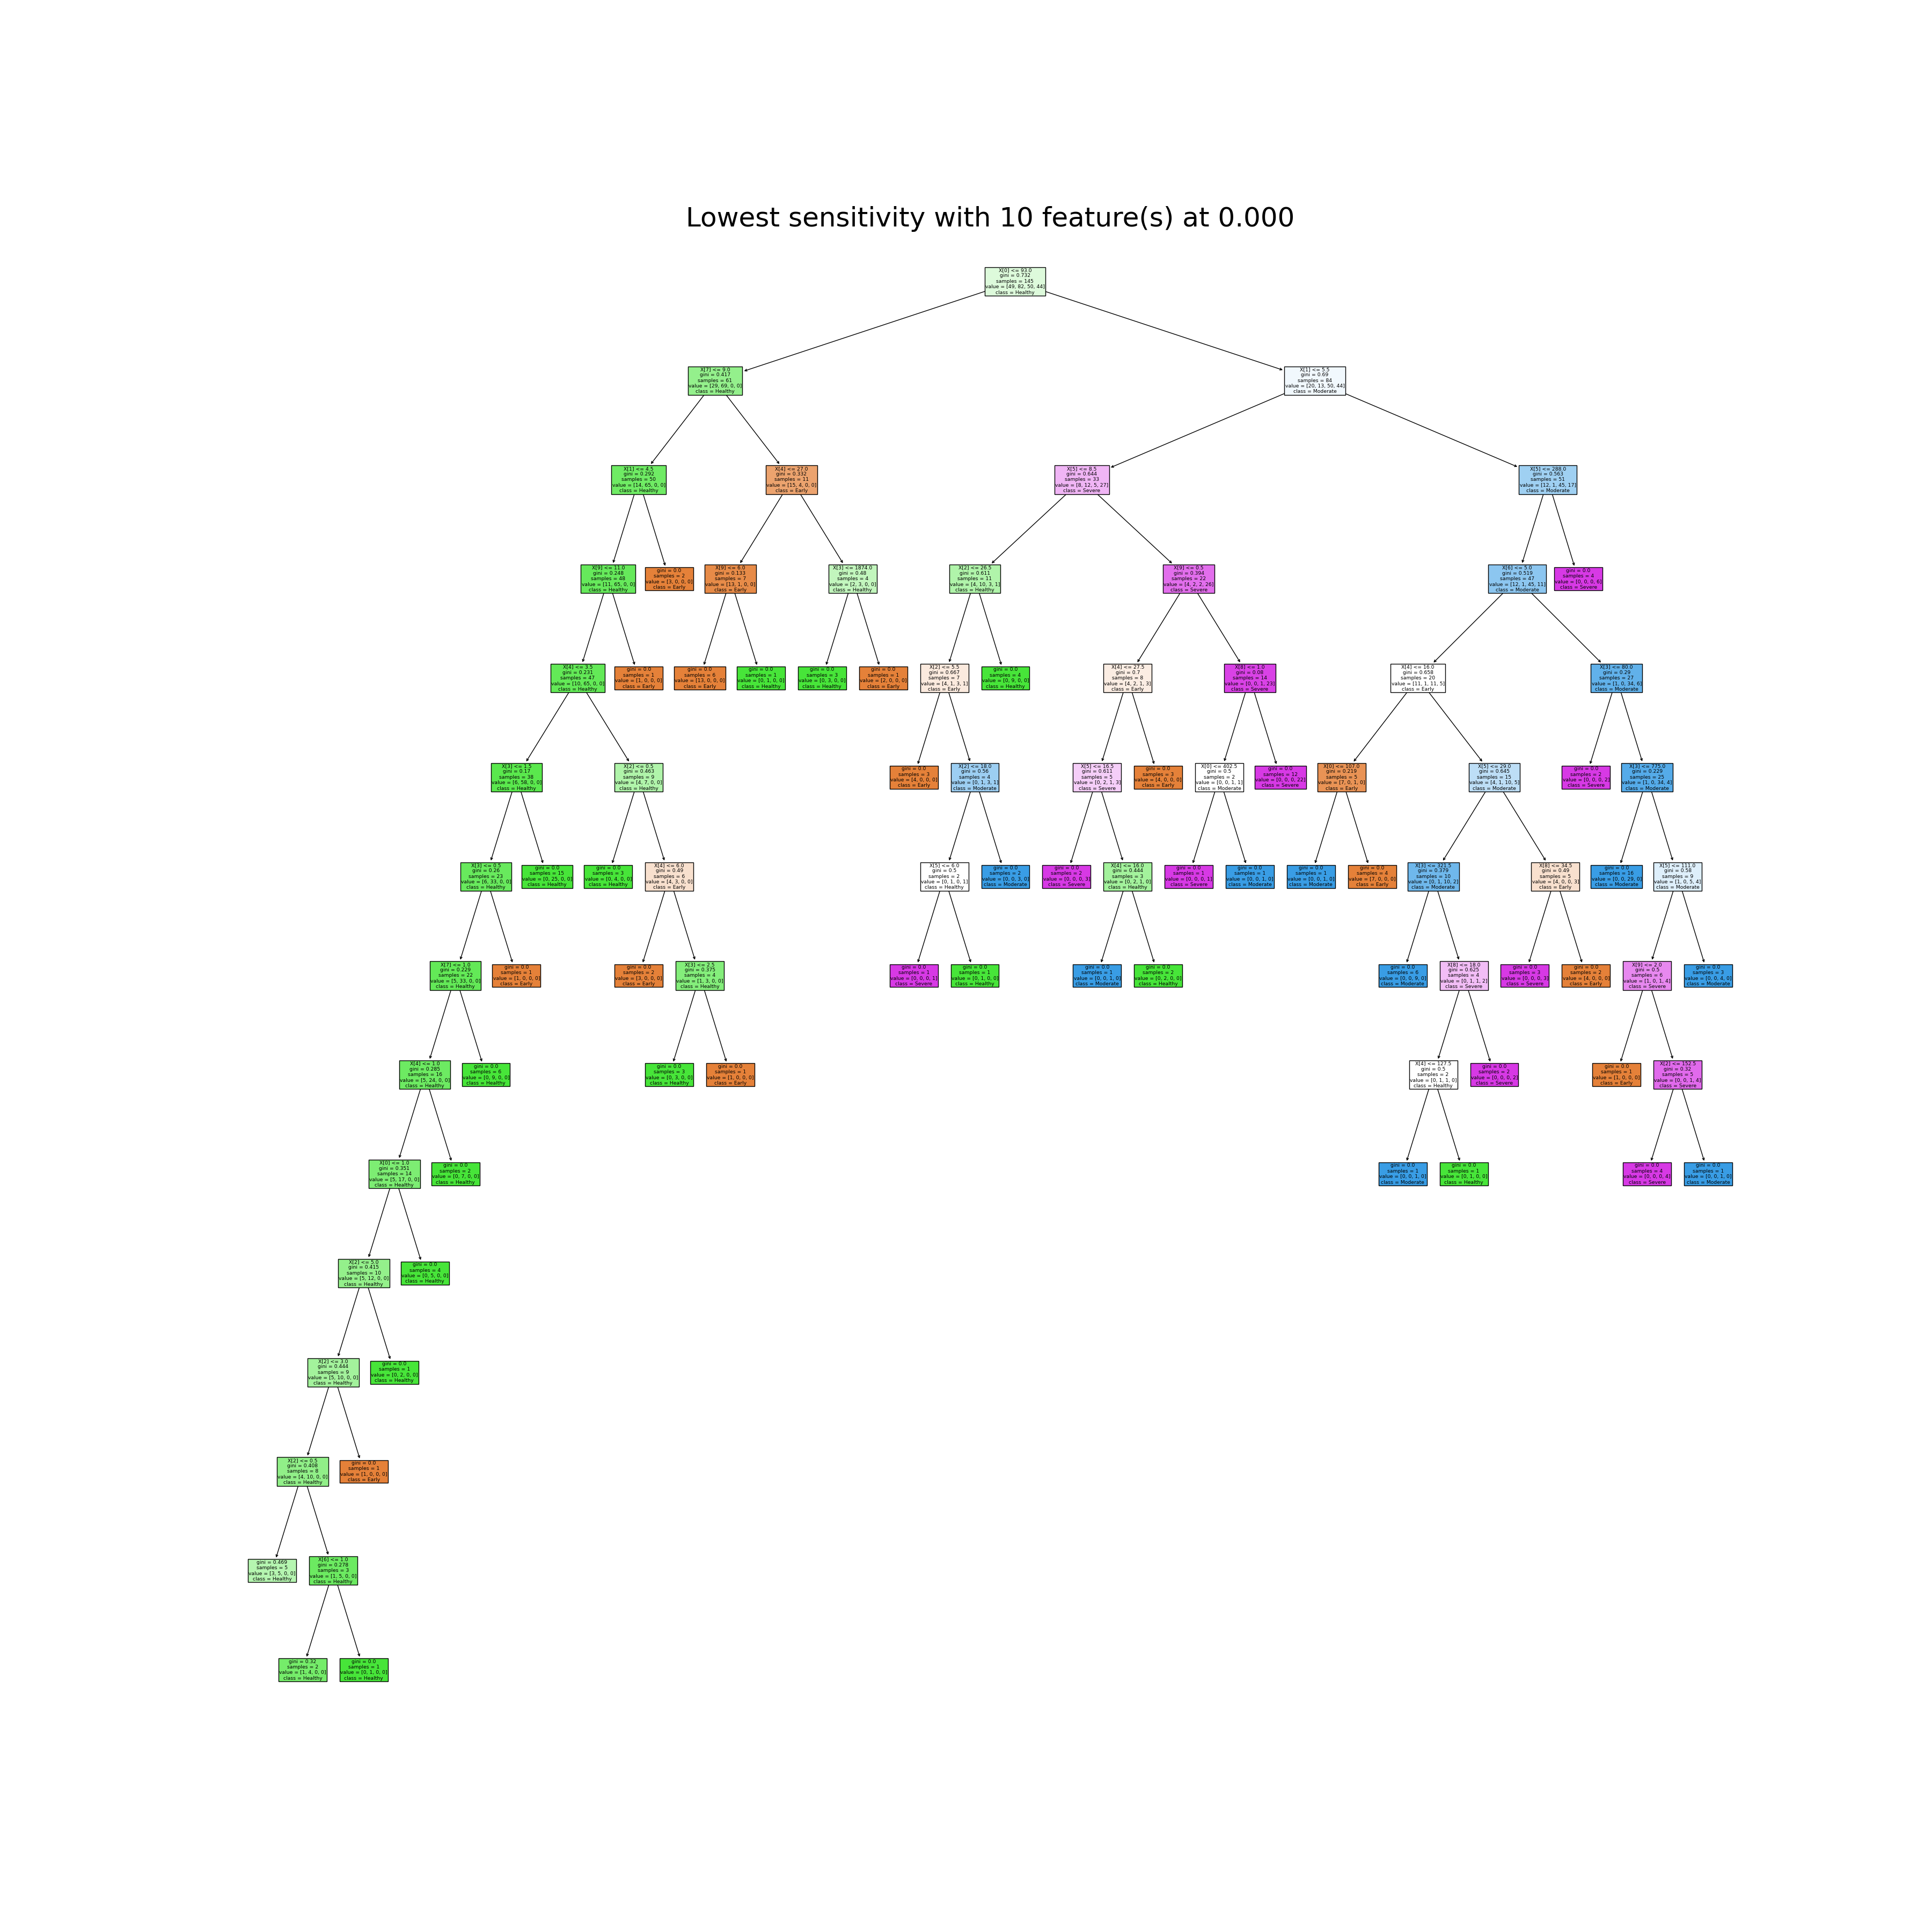 Lowest sensitivity with 10 feature(s) at 0.000
X[0] <= 93.0
gini = 0.732
samples = 145
value = [49, 82, 50, 44]
class = Healthy
X[7] <= 9.0
gini = 0.417
samples = 61
value = [29, 69, 0, 0]
class = Healthy
X[1] <= 5.5
gini = 0.69
samples = 84
value = [20, 13, 50, 44]
class = Moderate
X[1] <= 4.5
gini = 0.292
samples = 50
value = [14, 65, 0, 0]
class = Healthy
X[4] <= 27.0
gini = 0.332
samples = 11
value = [15, 4, 0, 0]
class = Early
X[5] <= 8.5
gini = 0.644
samples = 33
value = [8, 12, 5, 27]
class = Severe
X[5] <= 288.0
gini = 0.563
samples = 51
value = [12, 1, 45, 17]
class = Moderate
X[9] <= 11.0
gini = 0.248
samples = 48
value = [11, 65, 0, 0]
class = Healthy
gini = 0.0
samples = 2
value = [3, 0, 0, 0]
class = Early
X[9] <= 6.0
gini = 0.133
samples = 7
value = [13, 1, 0, 0]
class = Early
X[3] <= 1874.0
gini = 0.48
samples = 4
value = [2, 3, 0, 0]
class = Healthy
X[2] <= 26.5
gini = 0.611
samples = 11
value = [4, 10, 3, 1]
class = Healthy
X[9] <= 0.5
gini = 0.394
samples = 22
value = [4, 2, 2, 26]
class = Severe
X[6] <= 5.0
gini = 0.519
samples = 47
value = [12, 1, 45, 11]
class = Moderate
gini = 0.0
samples = 4
value = [0, 0, 0, 6]
class = Severe
X[4] <= 3.5
gini = 0.231
samples = 47
value = [10, 65, 0, 0]
class = Healthy
gini = 0.0
samples = 1
value = [1, 0, 0, 0]
class = Early
gini = 0.0
samples = 6
value = [13, 0, 0, 0]
class = Early
gini = 0.0
samples = 1
value = [0, 1, 0, 0]
class = Healthy
gini = 0.0
samples = 3
value = [0, 3, 0, 0]
class = Healthy
gini = 0.0
samples = 1
value = [2, 0, 0, 0]
class = Early
X[2] <= 5.5
gini = 0.667
samples = 7
value = [4, 1, 3, 1]
class = Early
gini = 0.0
samples = 4
value = [0, 9, 0, 0]
class = Healthy
X[4] <= 27.5
gini = 0.7
samples = 8
value = [4, 2, 1, 3]
class = Early
X[8] <= 1.0
gini = 0.08
samples = 14
value = [0, 0, 1, 23]
class = Severe
X[4] <= 16.0
gini = 0.658
samples = 20
value = [11, 1, 11, 5]
class = Early
X[3] <= 80.0
gini = 0.29
samples = 27
value = [1, 0, 34, 6]
class = Moderate
X[3] <= 1.5
gini = 0.17
samples = 38
value = [6, 58, 0, 0]
class = Healthy
X[2] <= 0.5
gini = 0.463
samples = 9
value = [4, 7, 0, 0]
class = Healthy
gini = 0.0
samples = 3
value = [4, 0, 0, 0]
class = Early
X[2] <= 18.0
gini = 0.56
samples = 4
value = [0, 1, 3, 1]
class = Moderate
X[5] <= 16.5
gini = 0.611
samples = 5
value = [0, 2, 1, 3]
class = Severe
gini = 0.0
samples = 3
value = [4, 0, 0, 0]
class = Early
X[0] <= 402.5
gini = 0.5
samples = 2
value = [0, 0, 1, 1]
class = Moderate
gini = 0.0
samples = 12
value = [0, 0, 0, 22]
class = Severe
X[0] <= 107.0
gini = 0.219
samples = 5
value = [7, 0, 1, 0]
class = Early
X[5] <= 29.0
gini = 0.645
samples = 15
value = [4, 1, 10, 5]
class = Moderate
gini = 0.0
samples = 2
value = [0, 0, 0, 2]
class = Severe
X[3] <= 775.0
gini = 0.229
samples = 25
value = [1, 0, 34, 4]
class = Moderate
X[3] <= 0.5
gini = 0.26
samples = 23
value = [6, 33, 0, 0]
class = Healthy
gini = 0.0
samples = 15
value = [0, 25, 0, 0]
class = Healthy
gini = 0.0
samples = 3
value = [0, 4, 0, 0]
class = Healthy
X[4] <= 6.0
gini = 0.49
samples = 6
value = [4, 3, 0, 0]
class = Early
X[5] <= 6.0
gini = 0.5
samples = 2
value = [0, 1, 0, 1]
class = Healthy
gini = 0.0
samples = 2
value = [0, 0, 3, 0]
class = Moderate
gini = 0.0
samples = 2
value = [0, 0, 0, 3]
class = Severe
X[4] <= 16.0
gini = 0.444
samples = 3
value = [0, 2, 1, 0]
class = Healthy
gini = 0.0
samples = 1
value = [0, 0, 0, 1]
class = Severe
gini = 0.0
samples = 1
value = [0, 0, 1, 0]
class = Moderate
gini = 0.0
samples = 1
value = [0, 0, 1, 0]
class = Moderate
gini = 0.0
samples = 4
value = [7, 0, 0, 0]
class = Early
X[3] <= 321.5
gini = 0.379
samples = 10
value = [0, 1, 10, 2]
class = Moderate
X[8] <= 34.5
gini = 0.49
samples = 5
value = [4, 0, 0, 3]
class = Early
gini = 0.0
samples = 16
value = [0, 0, 29, 0]
class = Moderate
X[5] <= 111.0
gini = 0.58
samples = 9
value = [1, 0, 5, 4]
class = Moderate
X[7] <= 1.0
gini = 0.229
samples = 22
value = [5, 33, 0, 0]
class = Healthy
gini = 0.0
samples = 1
value = [1, 0, 0, 0]
class = Early
gini = 0.0
samples = 2
value = [3, 0, 0, 0]
class = Early
X[3] <= 2.5
gini = 0.375
samples = 4
value = [1, 3, 0, 0]
class = Healthy
gini = 0.0
samples = 1
value = [0, 0, 0, 1]
class = Severe
gini = 0.0
samples = 1
value = [0, 1, 0, 0]
class = Healthy
gini = 0.0
samples = 1
value = [0, 0, 1, 0]
class = Moderate
gini = 0.0
samples = 2
value = [0, 2, 0, 0]
class = Healthy
gini = 0.0
samples = 6
value = [0, 0, 9, 0]
class = Moderate
X[8] <= 18.0
gini = 0.625
samples = 4
value = [0, 1, 1, 2]
class = Severe
gini = 0.0
samples = 3
value = [0, 0, 0, 3]
class = Severe
gini = 0.0
samples = 2
value = [4, 0, 0, 0]
class = Early
X[9] <= 2.0
gini = 0.5
samples = 6
value = [1, 0, 1, 4]
class = Severe
gini = 0.0
samples = 3
value = [0, 0, 4, 0]
class = Moderate
X[4] <= 1.0
gini = 0.285
samples = 16
value = [5, 24, 0, 0]
class = Healthy
gini = 0.0
samples = 6
value = [0, 9, 0, 0]
class = Healthy
gini = 0.0
samples = 3
value = [0, 3, 0, 0]
class = Healthy
gini = 0.0
samples = 1
value = [1, 0, 0, 0]
class = Early
X[4] <= 127.5
gini = 0.5
samples = 2
value = [0, 1, 1, 0]
class = Healthy
gini = 0.0
samples = 2
value = [0, 0, 0, 2]
class = Severe
gini = 0.0
samples = 1
value = [1, 0, 0, 0]
class = Early
X[2] <= 152.5
gini = 0.32
samples = 5
value = [0, 0, 1, 4]
class = Severe
X[0] <= 1.0
gini = 0.351
samples = 14
value = [5, 17, 0, 0]
class = Healthy
gini = 0.0
samples = 2
value = [0, 7, 0, 0]
class = Healthy
gini = 0.0
samples = 1
value = [0, 0, 1, 0]
class = Moderate
gini = 0.0
samples = 1
value = [0, 1, 0, 0]
class = Healthy
gini = 0.0
samples = 4
value = [0, 0, 0, 4]
class = Severe
gini = 0.0
samples = 1
value = [0, 0, 1, 0]
class = Moderate
X[2] <= 5.0
gini = 0.415
samples = 10
value = [5, 12, 0, 0]
class = Healthy
gini = 0.0
samples = 4
value = [0, 5, 0, 0]
class = Healthy
X[2] <= 3.0
gini = 0.444
samples = 9
value = [5, 10, 0, 0]
class = Healthy
gini = 0.0
samples = 1
value = [0, 2, 0, 0]
class = Healthy
X[2] <= 0.5
gini = 0.408
samples = 8
value = [4, 10, 0, 0]
class = Healthy
gini = 0.0
samples = 1
value = [1, 0, 0, 0]
class = Early
gini = 0.469
samples = 5
value = [3, 5, 0, 0]
class = Healthy
X[6] <= 1.0
gini = 0.278
samples = 3
value = [1, 5, 0, 0]
class = Healthy
gini = 0.32
samples = 2
value = [1, 4, 0, 0]
class = Healthy
gini = 0.0
samples = 1
value = [0, 1, 0, 0]
class = Healthy